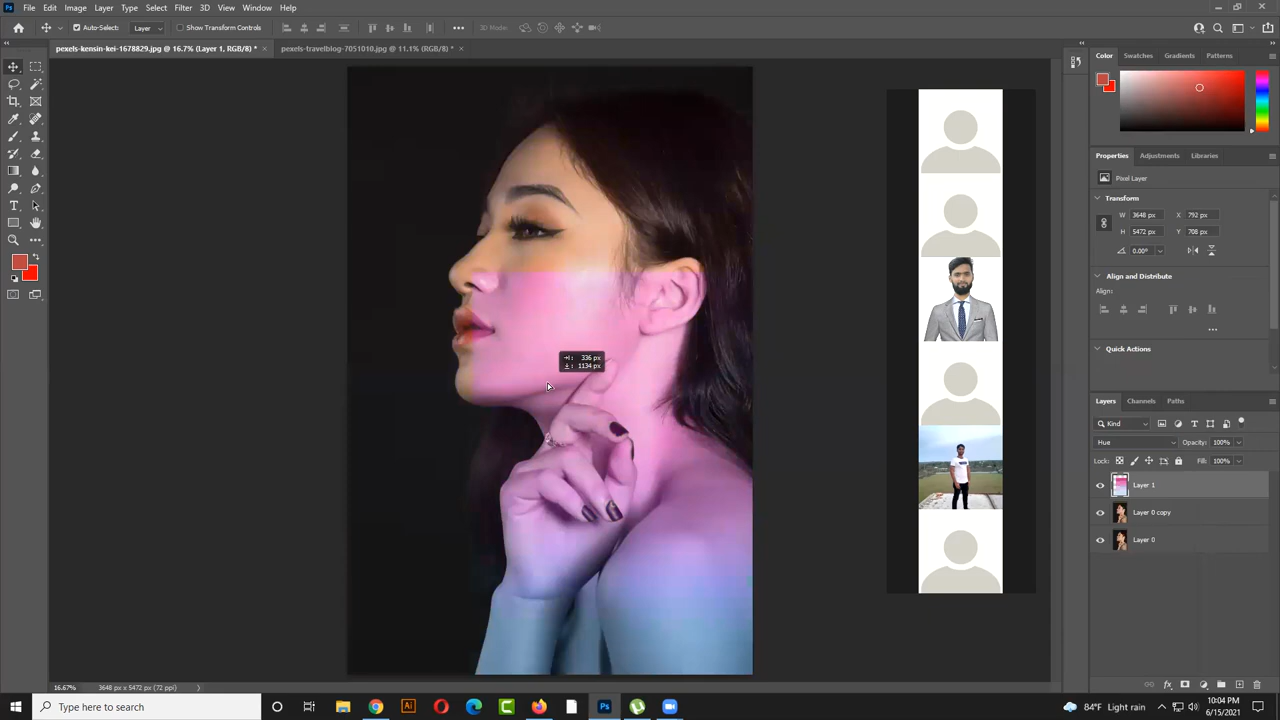 File Edit Image Layer Type Select Filter 3D View Window Help
Auto-Select: Layer Show Transform Controls 3D Mode:
pexels-kensin-kei-1678829.jpg @ 16.7% (Layer 1, RGB/8) * × pexels-travelblog-7051010.jpg @ 11.1% (RGB/8) * ×
Color Swatches Gradients Patterns
Properties Adjustments Libraries
Pixel Layer
Transform
W 3648 px X 792 px
H 5472 px Y 708 px
0.00°
Align and Distribute
Align:
Quick Actions
336 px
1134 px
Layers Channels Paths
Kind
Hue Opacity: 100%
Lock: Fill: 100%
Layer 1
Layer 0 copy
Layer 0
16.67% 3648 px x 5472 px (72 ppi)
Type here to search
84°F Light rain
10:04 PM
6/15/2021